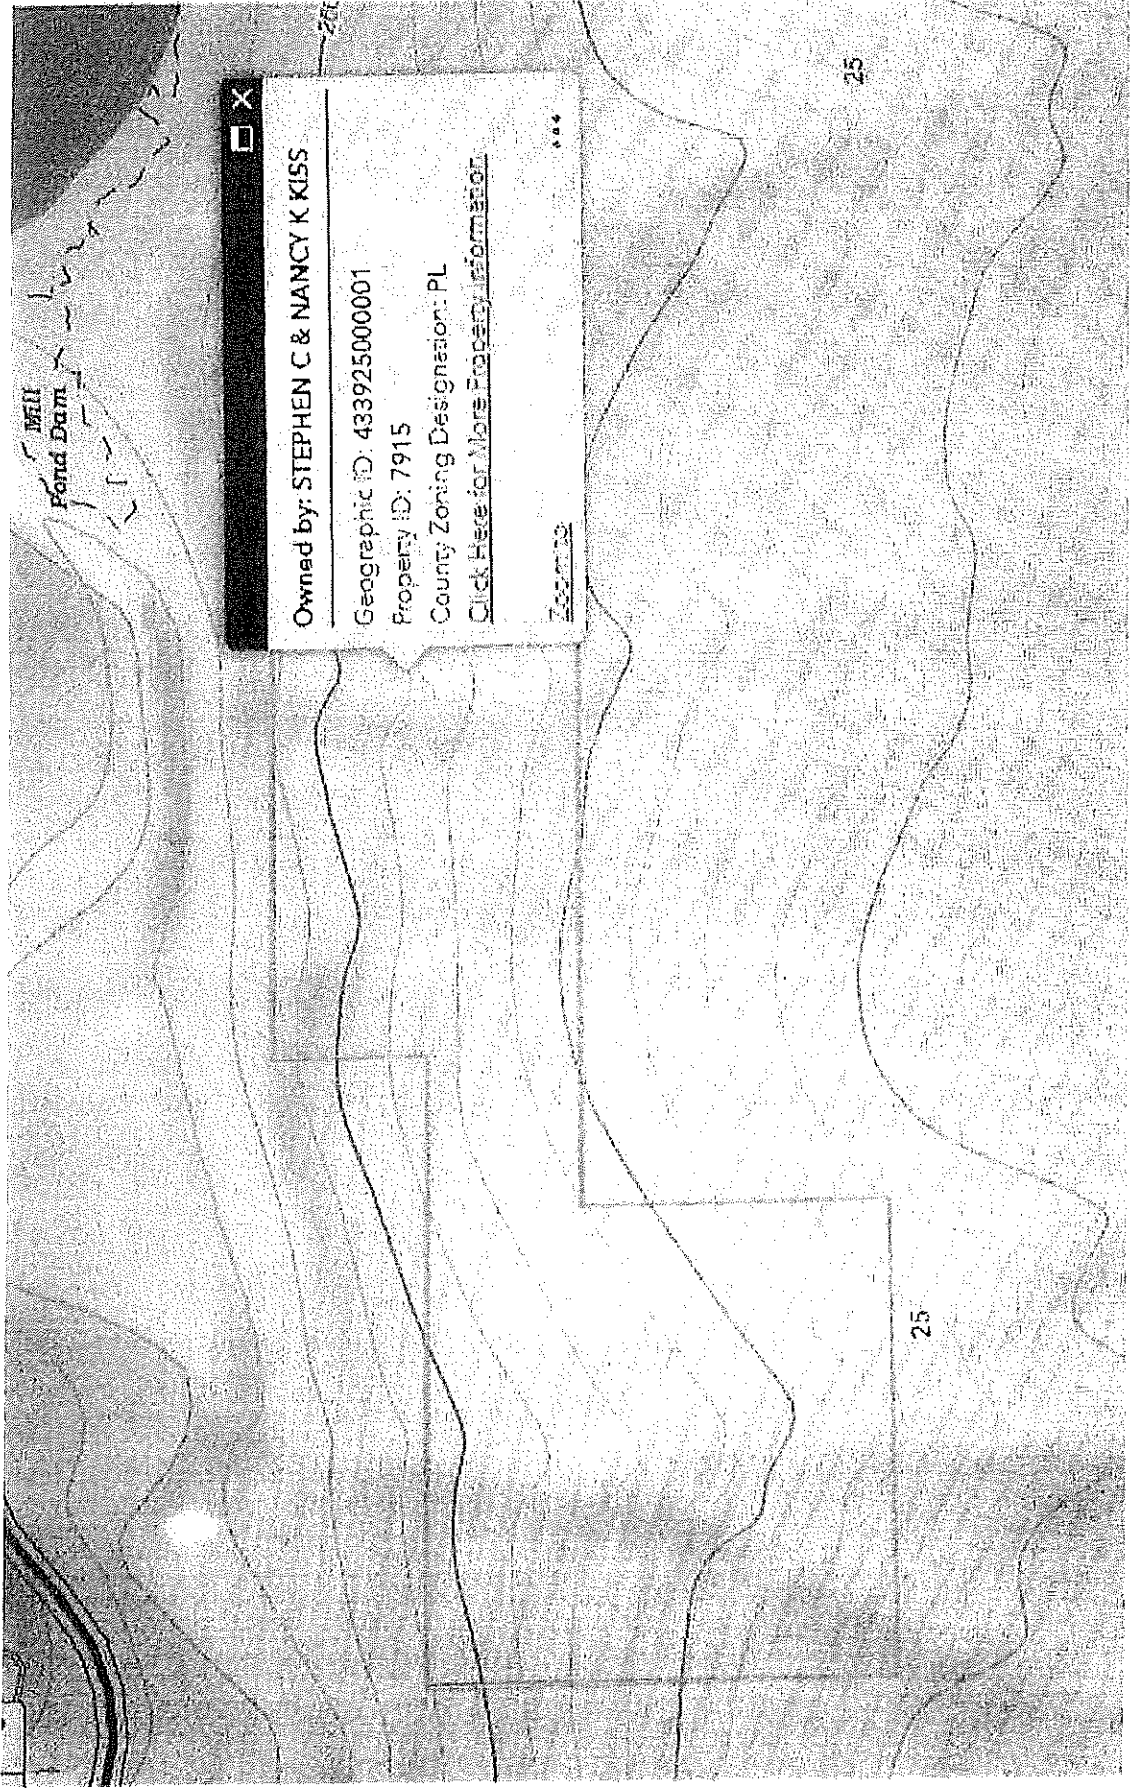 Mill
Pond Dam
Owned by: STEPHEN C & NANCY K KISS
Geographic ID: 433925000001
Property ID: 7915
County Zoning Designation: PL
Click Here for More Property Information
Zoom to
•••
25
25